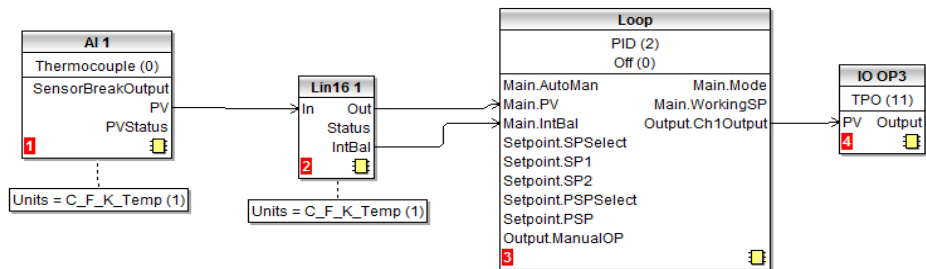 AI 1
Thermocouple (0)
SensorBreakOutput
PV
PVStatus
1
Units = C_F_K_Temp (1)
Lin16 1
In Out
Status
IntBal
2
Units = C_F_K_Temp (1)
Loop
PID (2)
Off (0)
Main.AutoMan Main.Mode
Main.PV Main.WorkingSP
Main.IntBal Output.Ch1Output
Setpoint.SPSelect
Setpoint.SP1
Setpoint.SP2
Setpoint.PSPSelect
Setpoint.PSP
Output.ManualOP
3
IO OP3
TPO (11)
PV Output
4